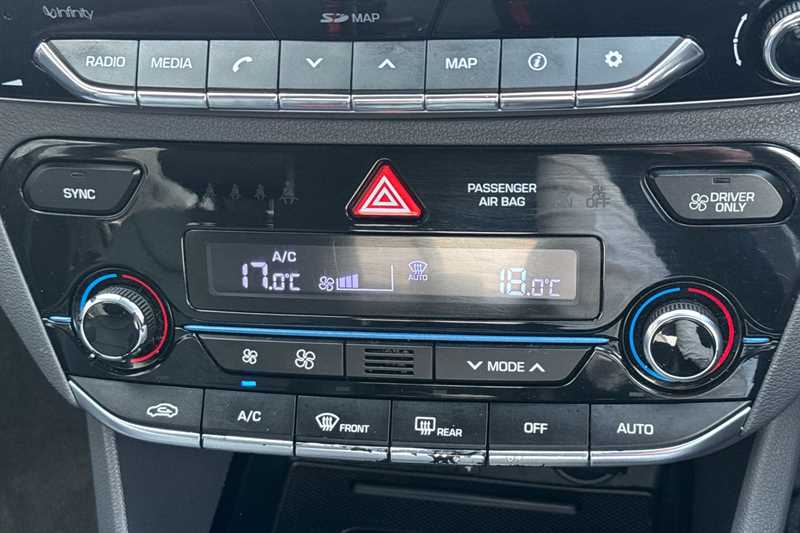 infinity
SD MAP
RADIO MEDIA MAP i
SYNC
PASSENGER
AIR BAG
OFF
DRIVER
ONLY
A/C
17.0°C
AUTO
18.0°C
MODE
A/C
FRONT
REAR
OFF
AUTO